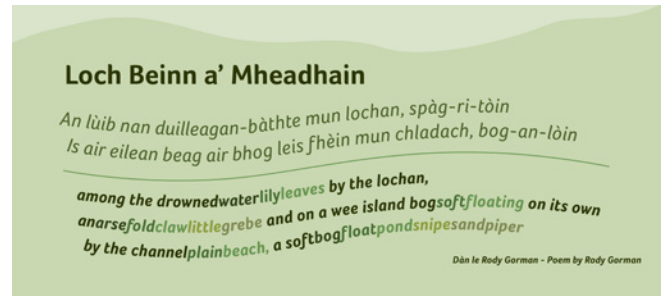 Loch Beinn a' Mheadhain
An lùib nan duilleagan-bàthte mun lochan, spàg-ri-tòin
Is air eilean beag air bhog leis fhèin mun chladach, bog-an-lòin
among the drownedwaterlilyleaves by the lochan,
anarsefoldclawlittlegrebe and on a wee island bogsoftfloating on its own
by the channelplainbeach, a softbogfloatpondsnipesandpiper
Dàn le Rody Gorman - Poem by Rody Gorman